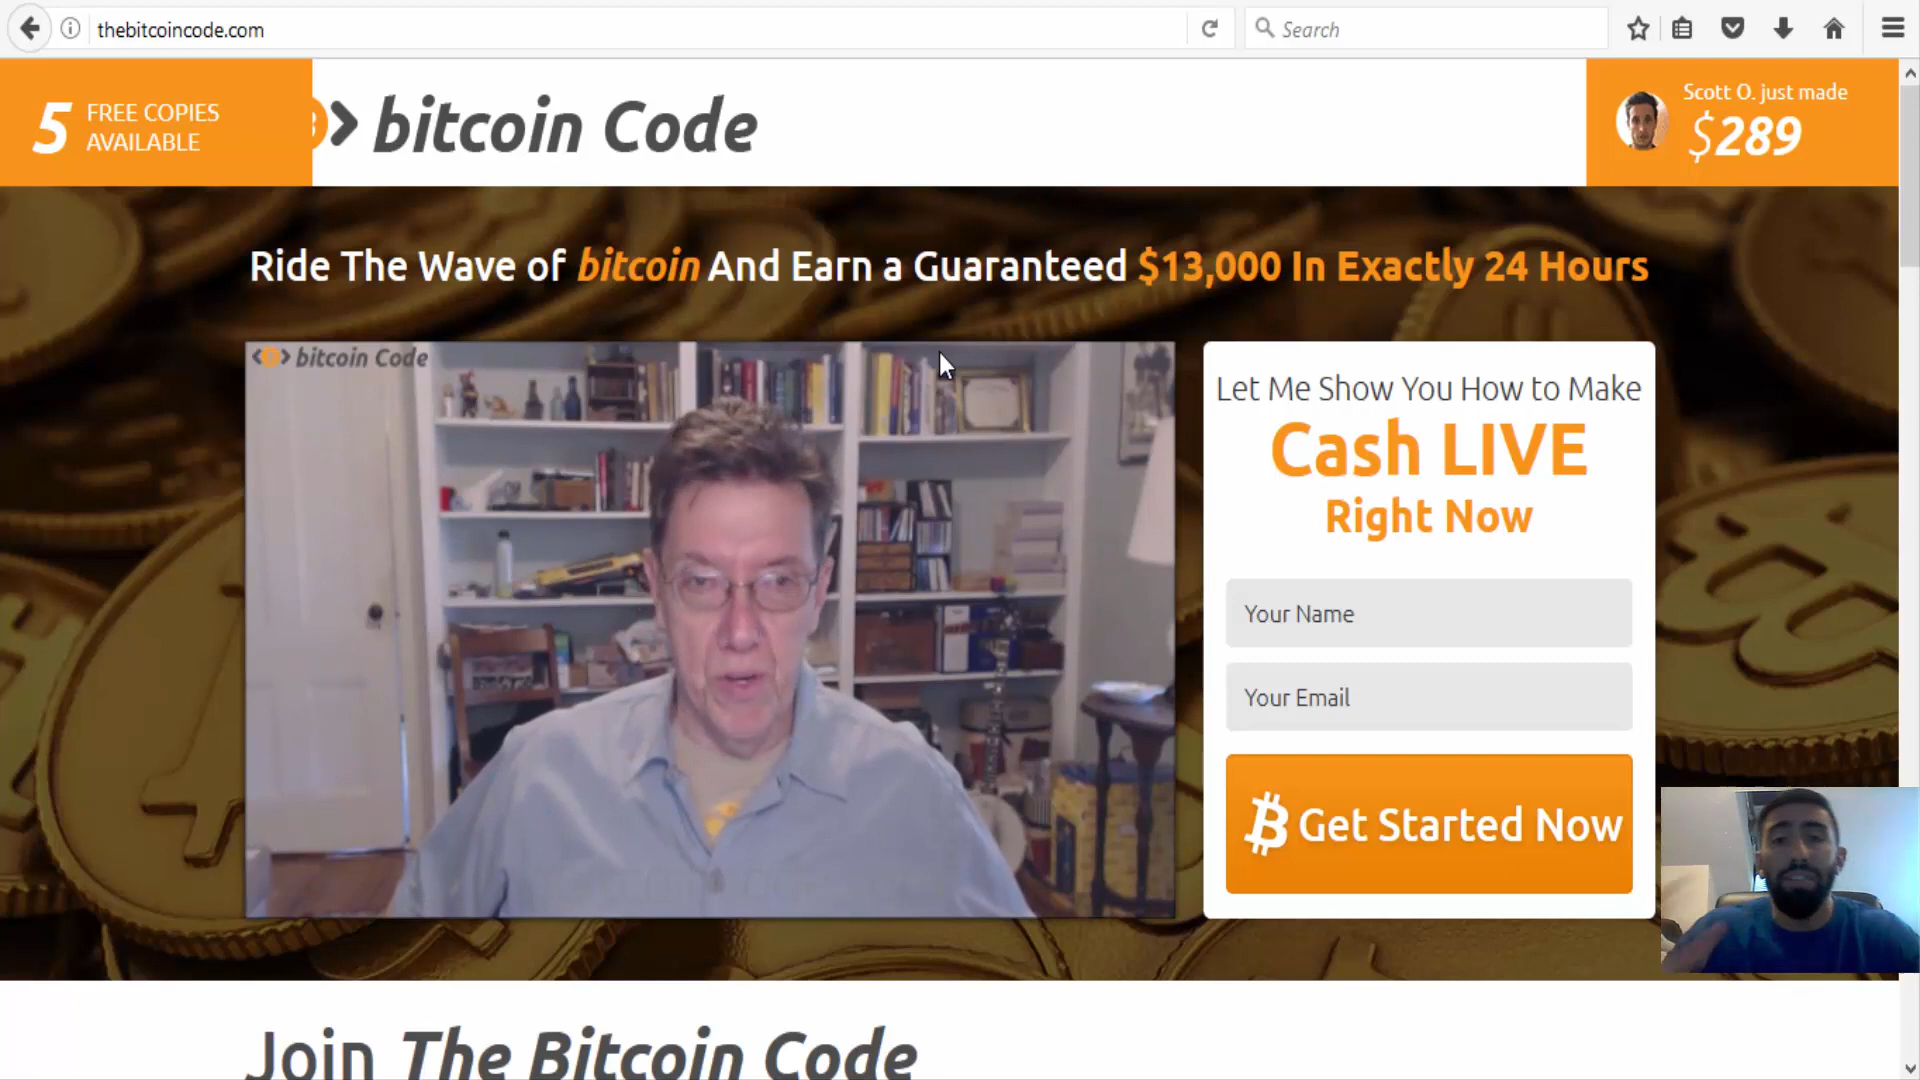 thebitcoincode.com
Search
5 FREE COPIES
AVAILABLE
bitcoin Code
Scott O. just made
$289
Ride The Wave of bitcoin And Earn a Guaranteed $13,000 In Exactly 24 Hours
bitcoin Code
Let Me Show You How to Make
Cash LIVE
Right Now
Your Name
Your Email
Get Started Now
Join The Bitcoin Code